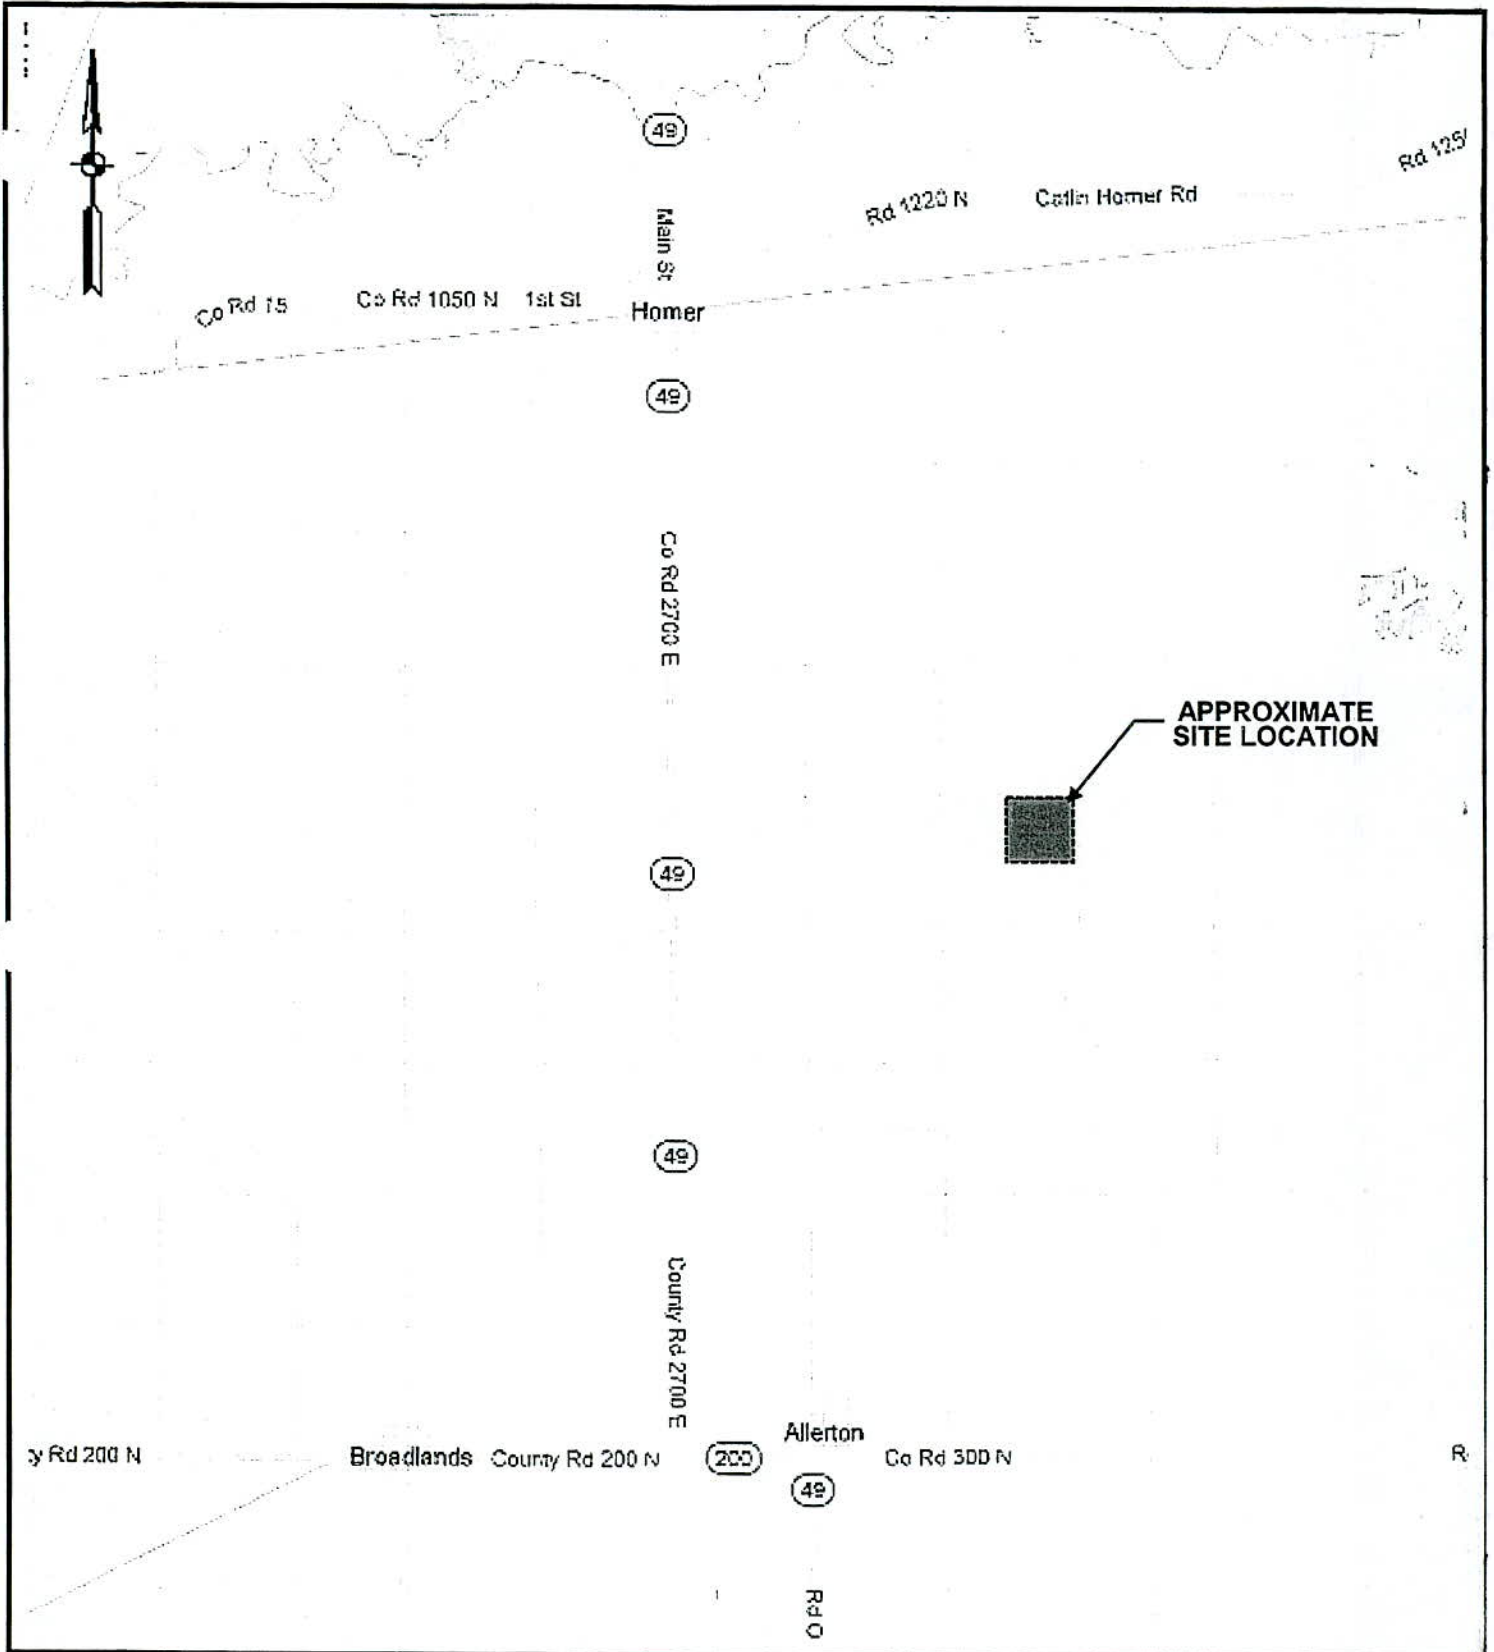 49
Main St
Rd 1220 N
Catlin Homer Rd
Rd 125
Co Rd 15
Co Rd 1050 N
1st St
Homer
49
Co Rd 2700 E
APPROXIMATE
SITE LOCATION
49
49
County Rd 2700 E
Allerton
y Rd 200 N
Broadlands
County Rd 200 N
200
Co Rd 300 N
R
49
Rd O